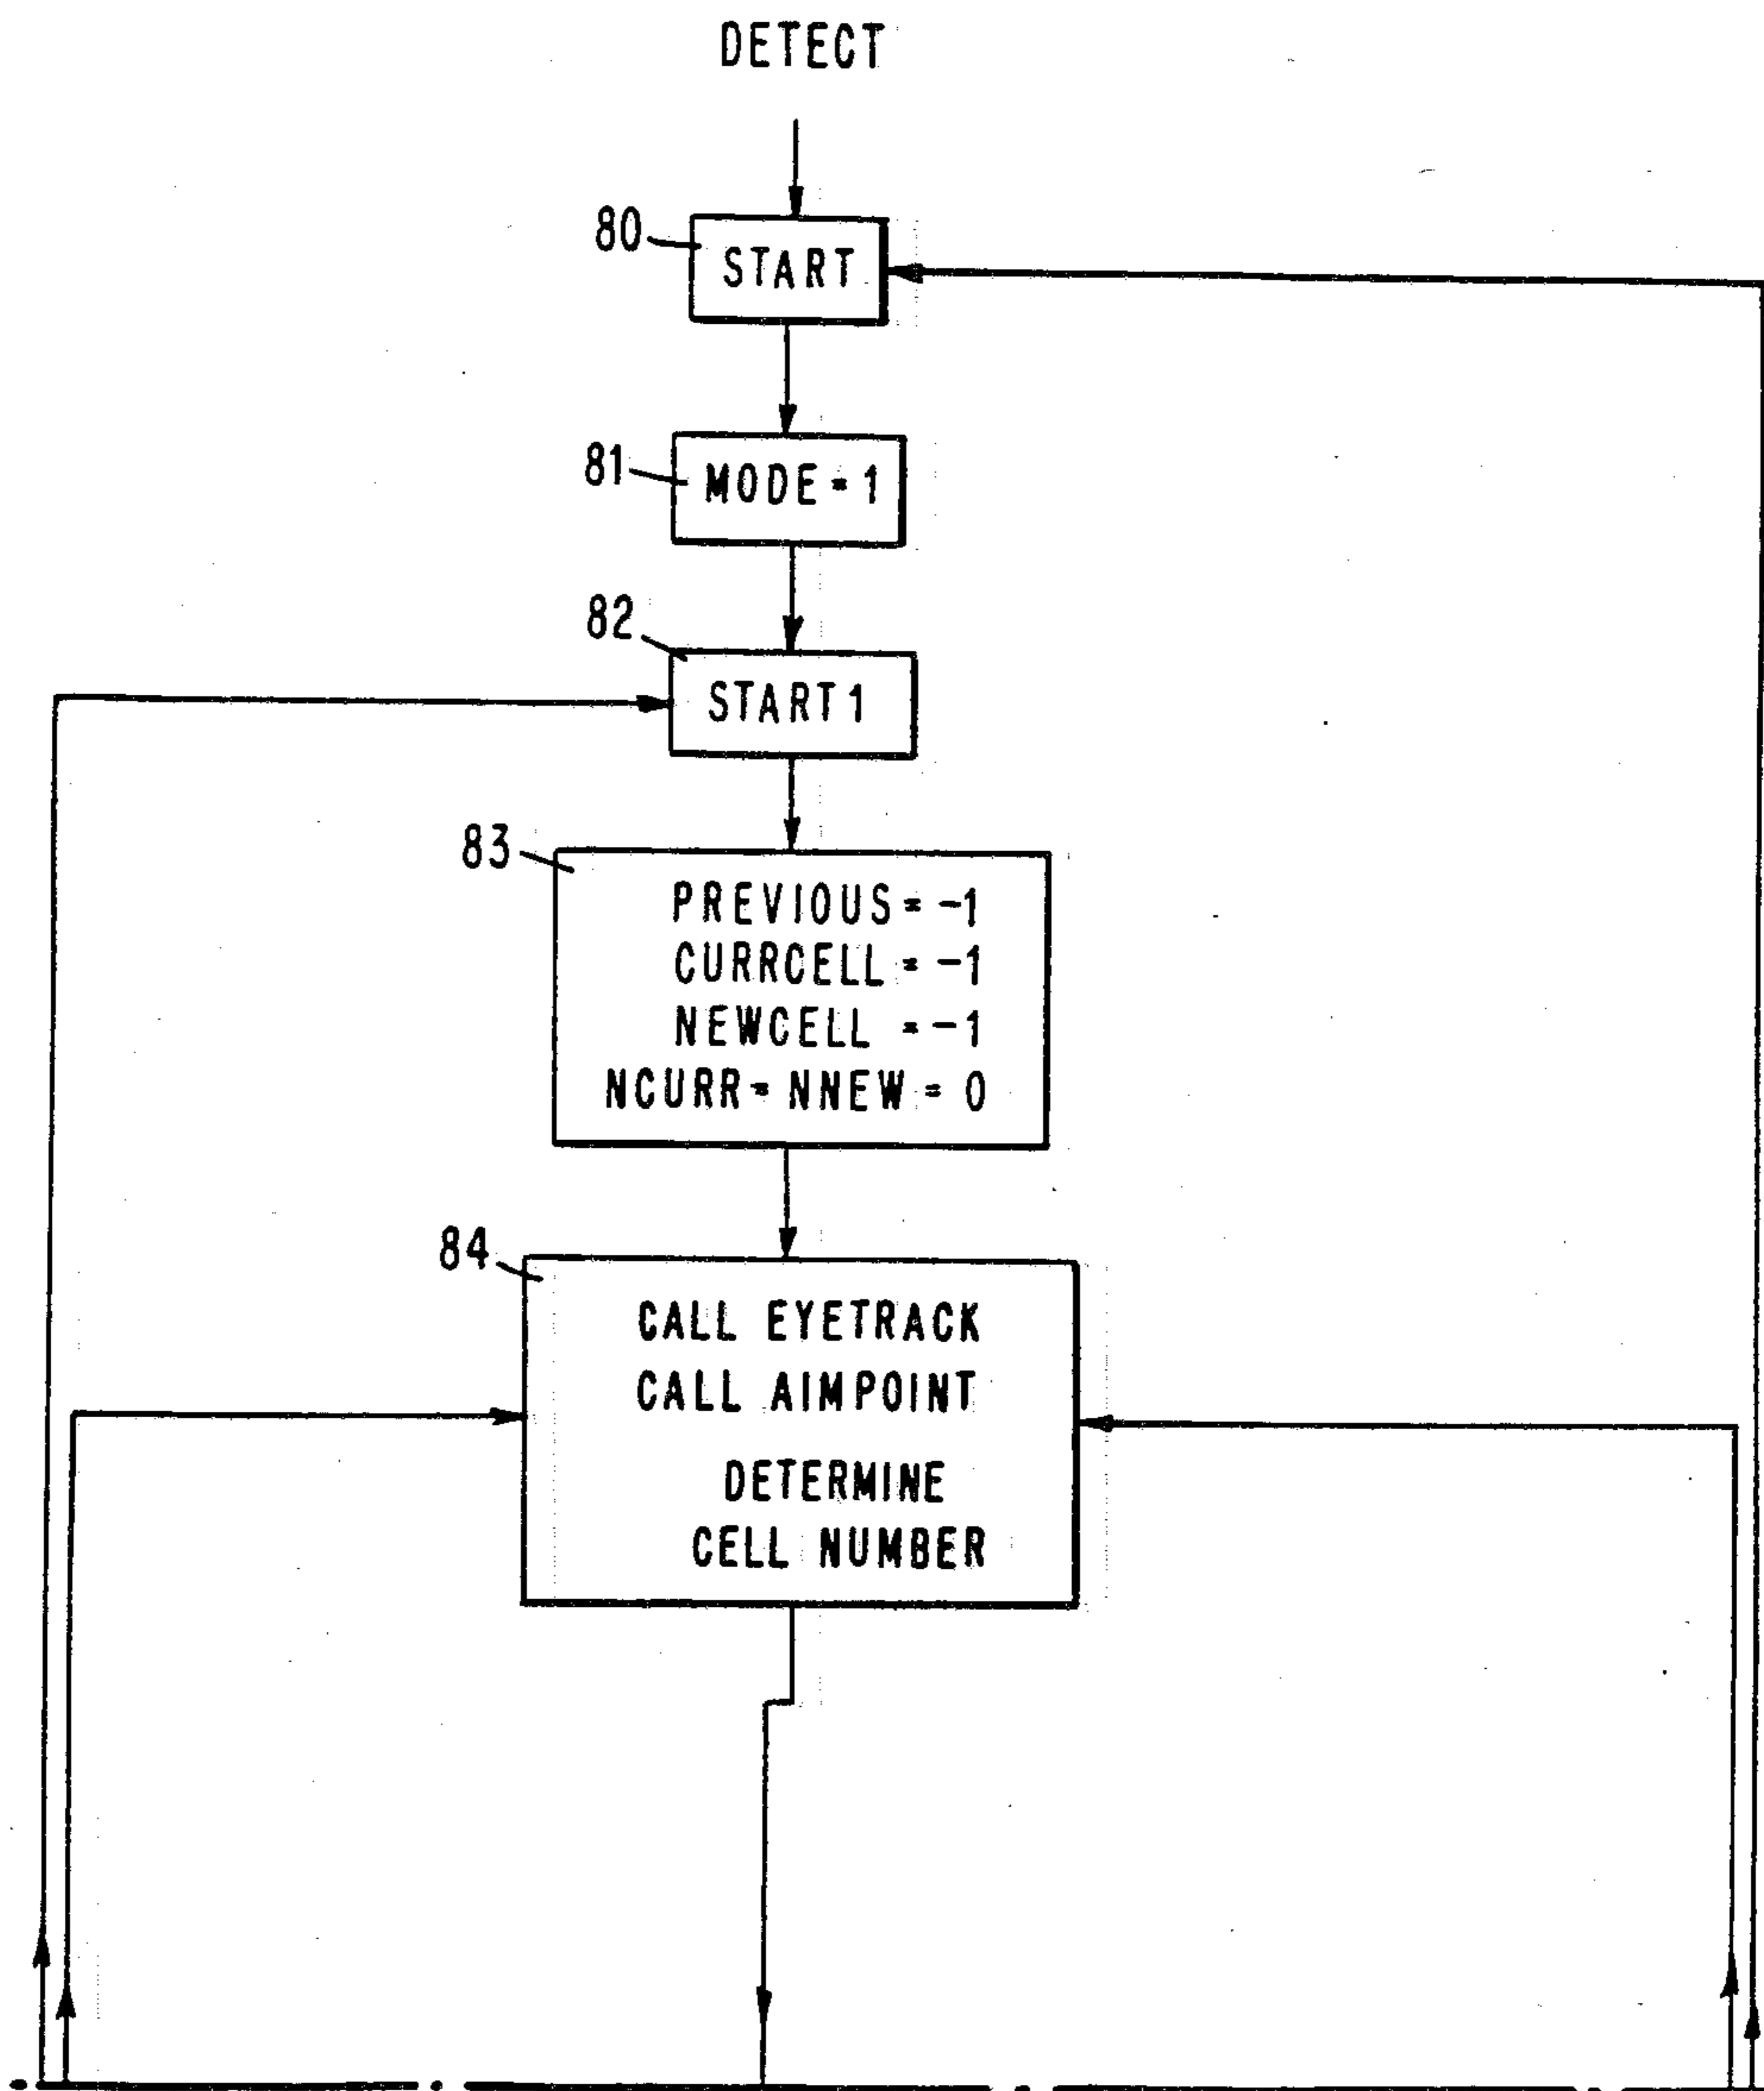 DETECT
80
START
81
MODE = 1
82
START 1
83
PREVIOUS = -1
CURRCELL = -1
NEWCELL = -1
NCURR = NNEW = 0
84
CALL EYETRACK
CALL AIMPOINT
DETERMINE
CELL NUMBER